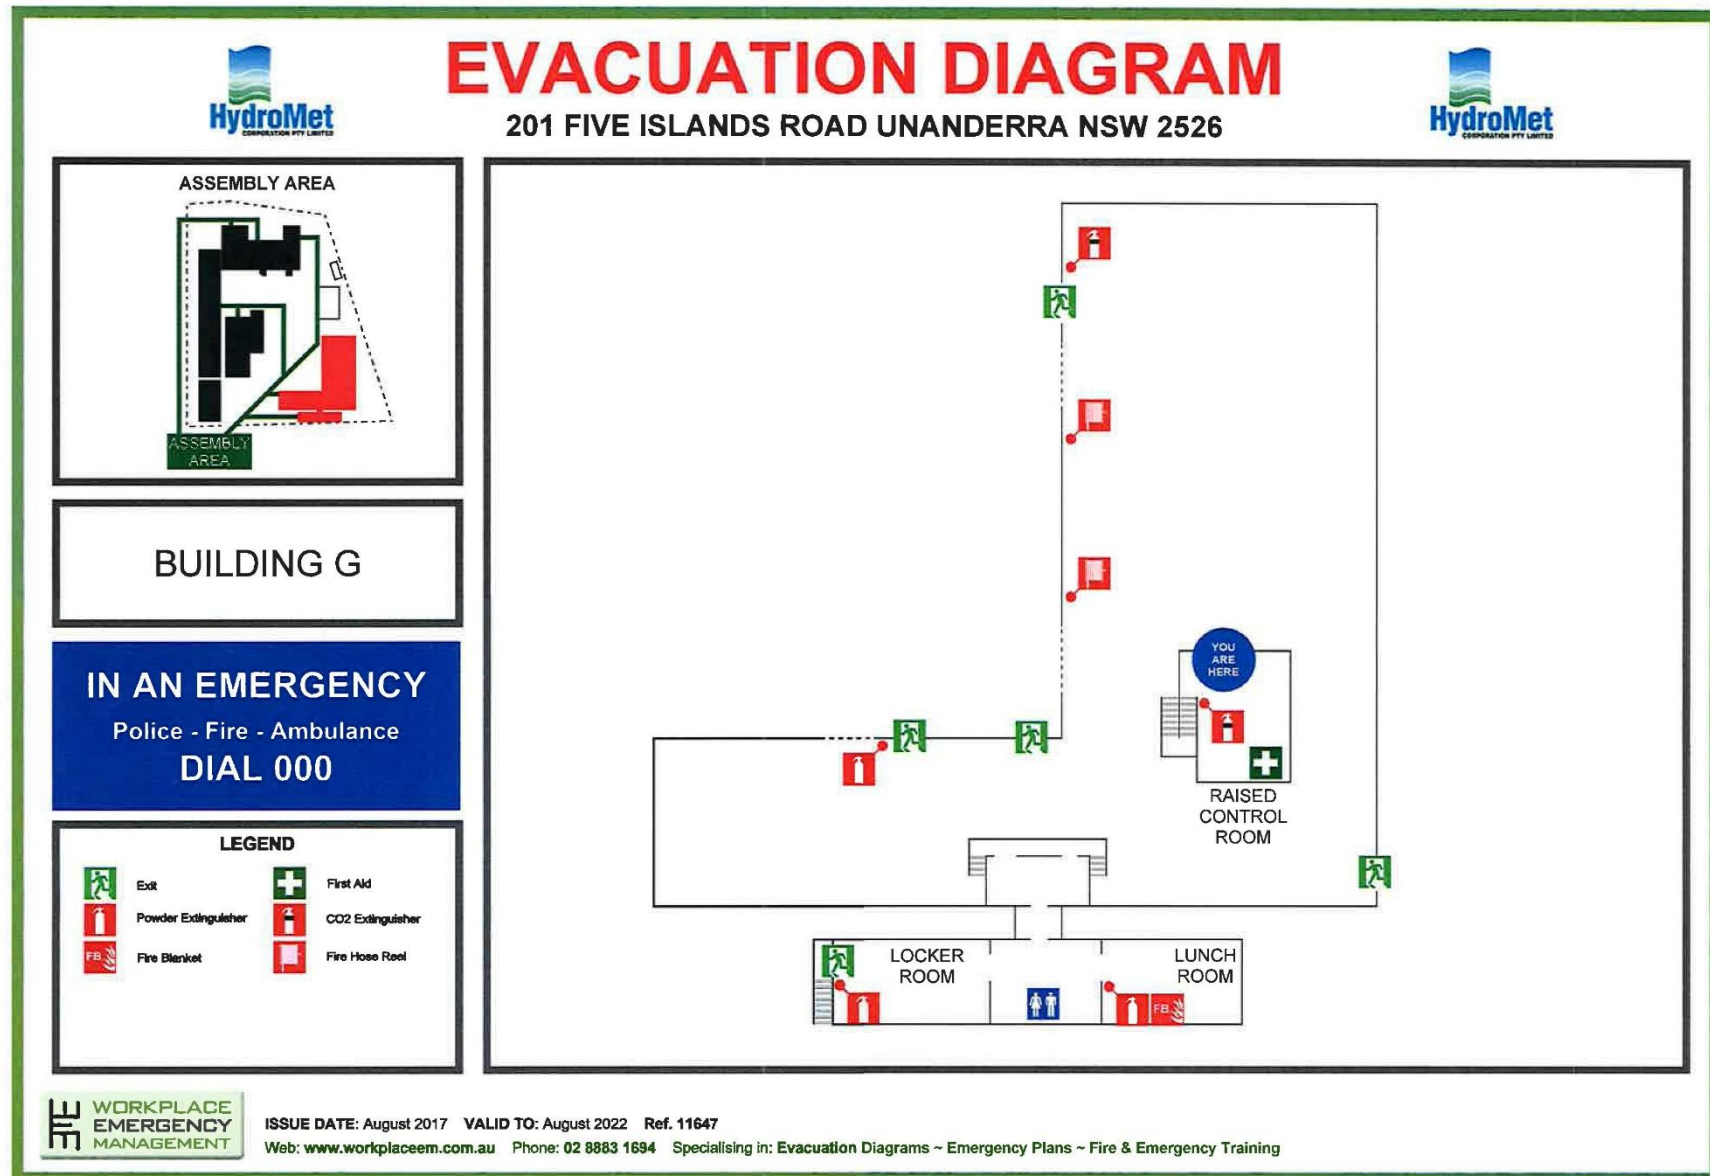 HydroMet
CORPORATION PTY LIMITED
EVACUATION DIAGRAM
201 FIVE ISLANDS ROAD UNANDERRA NSW 2526
HydroMet
CORPORATION PTY LIMITED
ASSEMBLY AREA
ASSEMBLY
AREA
BUILDING G
IN AN EMERGENCY
Police - Fire - Ambulance
DIAL 000
LEGEND
Exit
First Aid
Powder Extinguisher
CO2 Extinguisher
FB
Fire Blanket
Fire Hose Reel
YOU
ARE
HERE
RAISED
CONTROL
ROOM
LOCKER
ROOM
LUNCH
ROOM
FB
WEM
WORKPLACE
EMERGENCY
MANAGEMENT
ISSUE DATE: August 2017 VALID TO: August 2022 Ref. 11647
Web: www.workplaceem.com.au Phone: 02 8883 1694 Specialising in: Evacuation Diagrams ~ Emergency Plans ~ Fire & Emergency Training